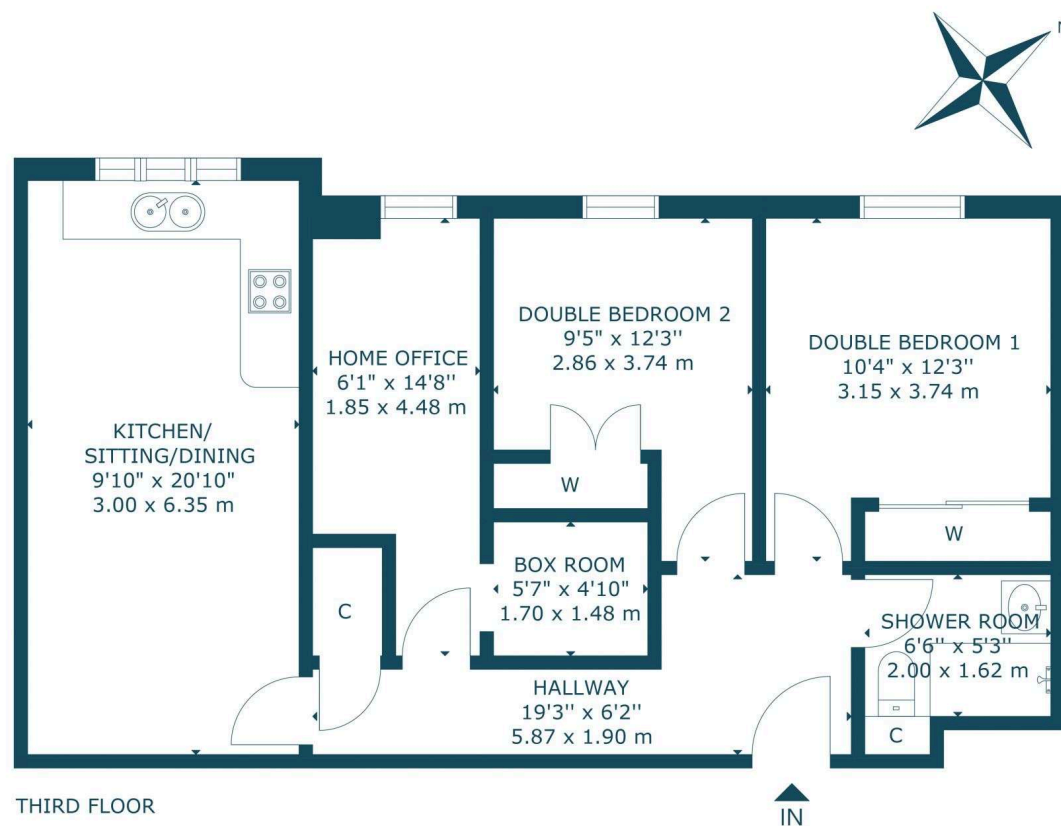 N
KITCHEN/
SITTING/DINING
9'10" x 20'10"
3.00 x 6.35 m
HOME OFFICE
6'1" x 14'8''
1.85 x 4.48 m
DOUBLE BEDROOM 2
9'5" x 12'3''
2.86 x 3.74 m
DOUBLE BEDROOM 1
10'4" x 12'3''
3.15 x 3.74 m
W
W
C
BOX ROOM
5'7" x 4'10"
1.70 x 1.48 m
SHOWER ROOM
6'6" x 5'3''
2.00 x 1.62 m
HALLWAY
19'3'' x 6'2''
5.87 x 1.90 m
C
THIRD FLOOR
IN